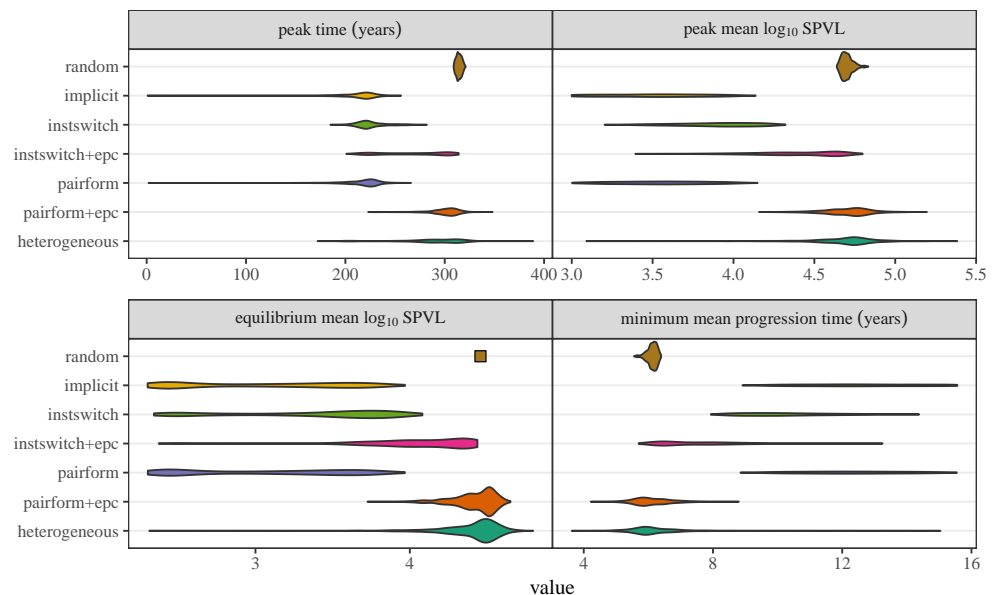 peak time (years)
peak mean log₁₀ SPVL
random
implicit
instswitch
instswitch+epc
pairform
pairform+epc
heterogeneous
0 100 200 300 400 3.0 3.5 4.0 4.5 5.0 5.5
equilibrium mean log₁₀ SPVL
minimum mean progression time (years)
random
implicit
instswitch
instswitch+epc
pairform
pairform+epc
heterogeneous
3 4 4 8 12 16
value